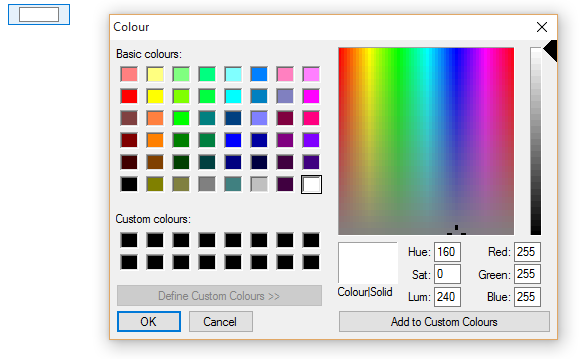 Colour
Basic colours:
Custom colours:
Define Custom Colours >>
OK
Cancel
Hue: 160
Red: 255
Sat: 0
Green: 255
Colour|Solid
Lum: 240
Blue: 255
Add to Custom Colours